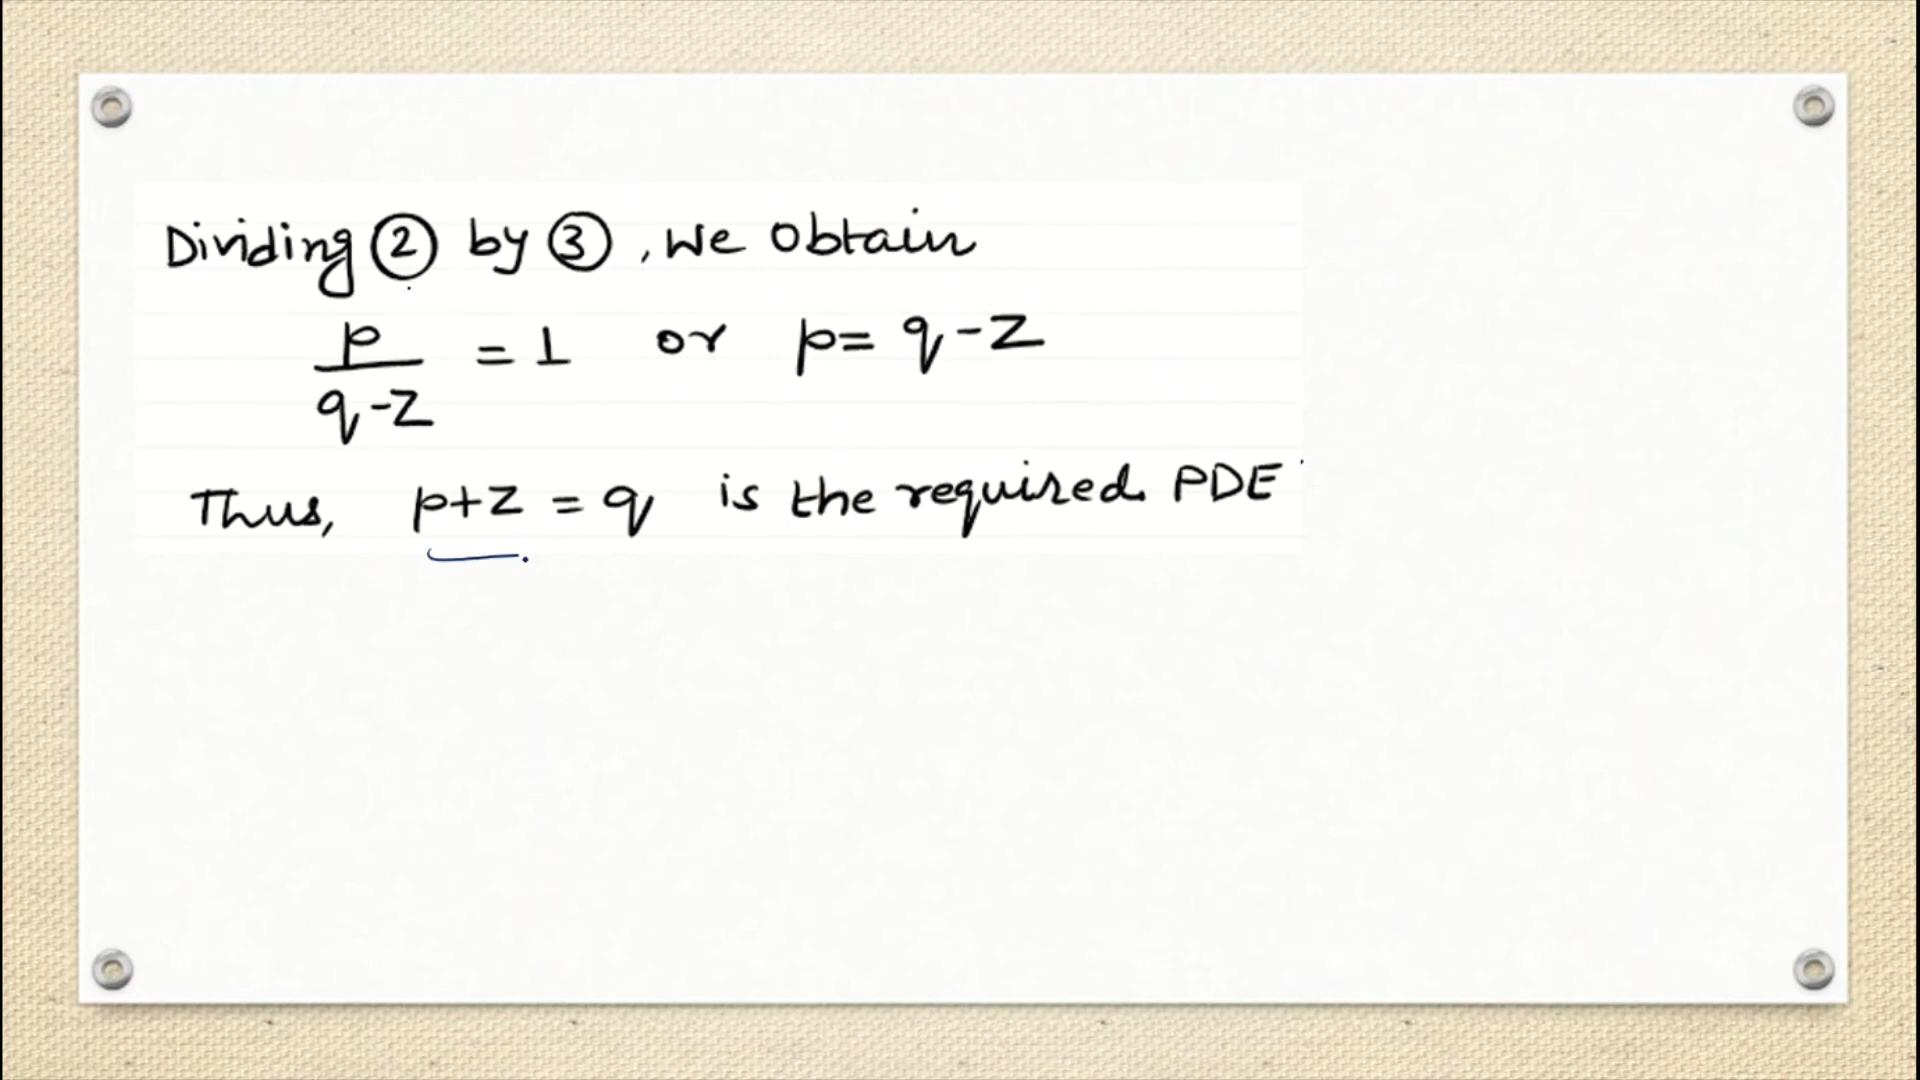 Dividing ② by ③, we obtain
p/(q-z) = 1 or p = q-z
Thus, p+z = q is the required PDE